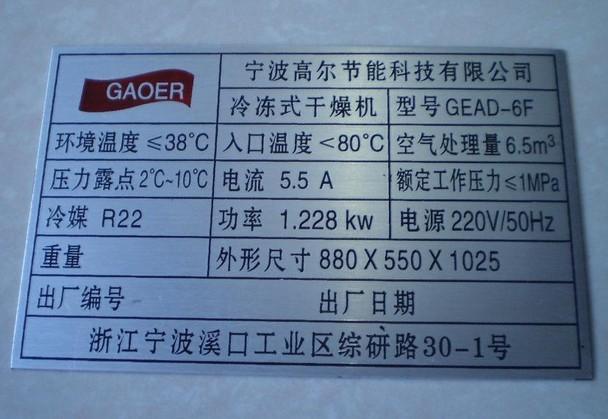 GAOER
宁波高尔节能科技有限公司
冷冻式干燥机 型号GEAD-6F
环境温度≤38℃ 入口温度<80℃ 空气处理量6.5m³
压力露点2℃~10℃ 电流 5.5 A 额定工作压力≤1MPa
冷媒 R22 功率 1.228 kw 电源 220V/50Hz
重量 外形尺寸 880 X 550 X 1025
出厂编号 出厂日期
浙江宁波溪口工业区综研路30-1号